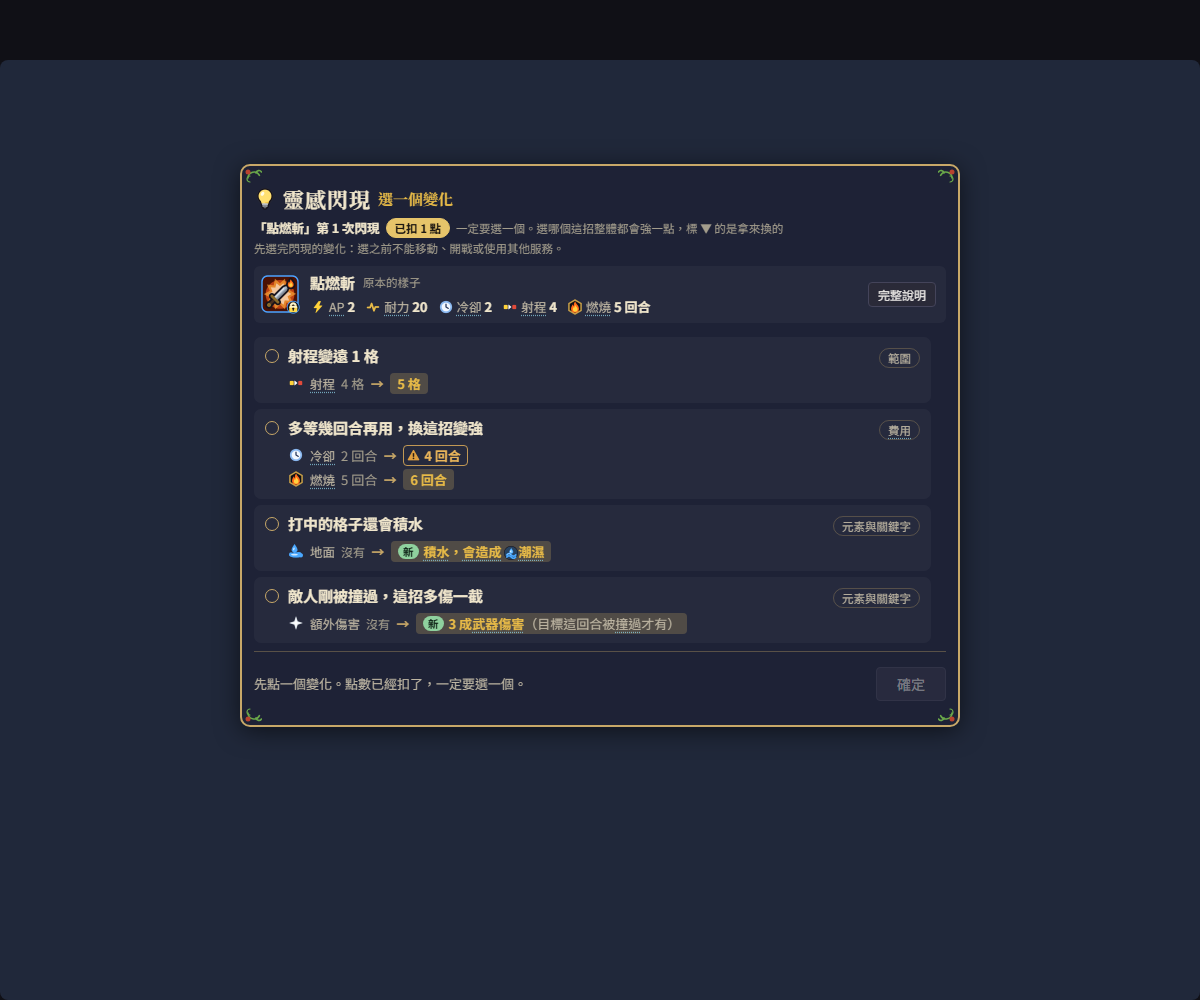 靈感閃現 選一個變化
「點燃斬」第 1 次閃現 已扣 1 點 一定要選一個。選哪個這招整體都會強一點，標 ▼ 的是拿來換的
先選完閃現的變化：選之前不能移動、開戰或使用其他服務。
點燃斬 原本的樣子
AP 2 耐力 20 冷卻 2 射程 4 燃燒 5 回合
完整說明
射程變遠 1 格 範圍
射程 4 格 → 5 格
多等幾回合再用，換這招變強 費用
冷卻 2 回合 → 4 回合
燃燒 5 回合 → 6 回合
打中的格子還會積水 元素與關鍵字
地面 沒有 → 新 積水，會造成 潮濕
敵人剛被撞過，這招多傷一截 元素與關鍵字
額外傷害 沒有 → 新 3 成武器傷害（目標這回合被撞過才有）
先點一個變化。點數已經扣了，一定要選一個。 確定